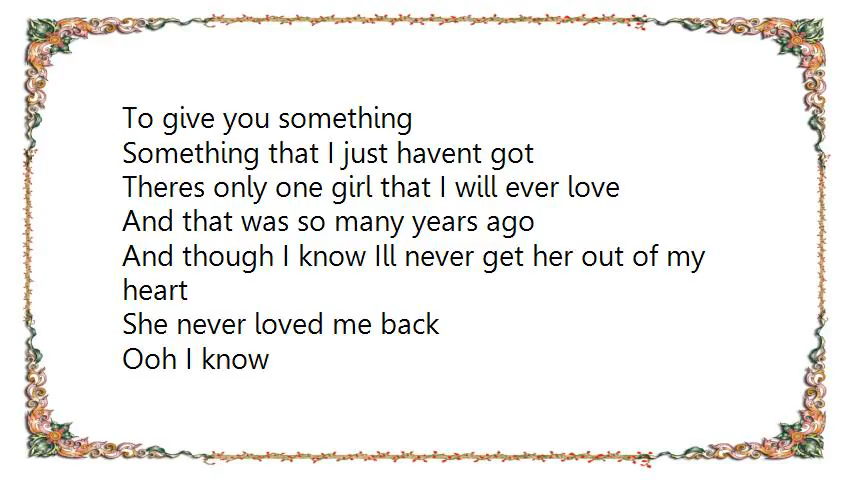 To give you something
Something that I just havent got
Theres only one girl that I will ever love
And that was so many years ago
And though I know Ill never get her out of my
heart
She never loved me back
Ooh I know